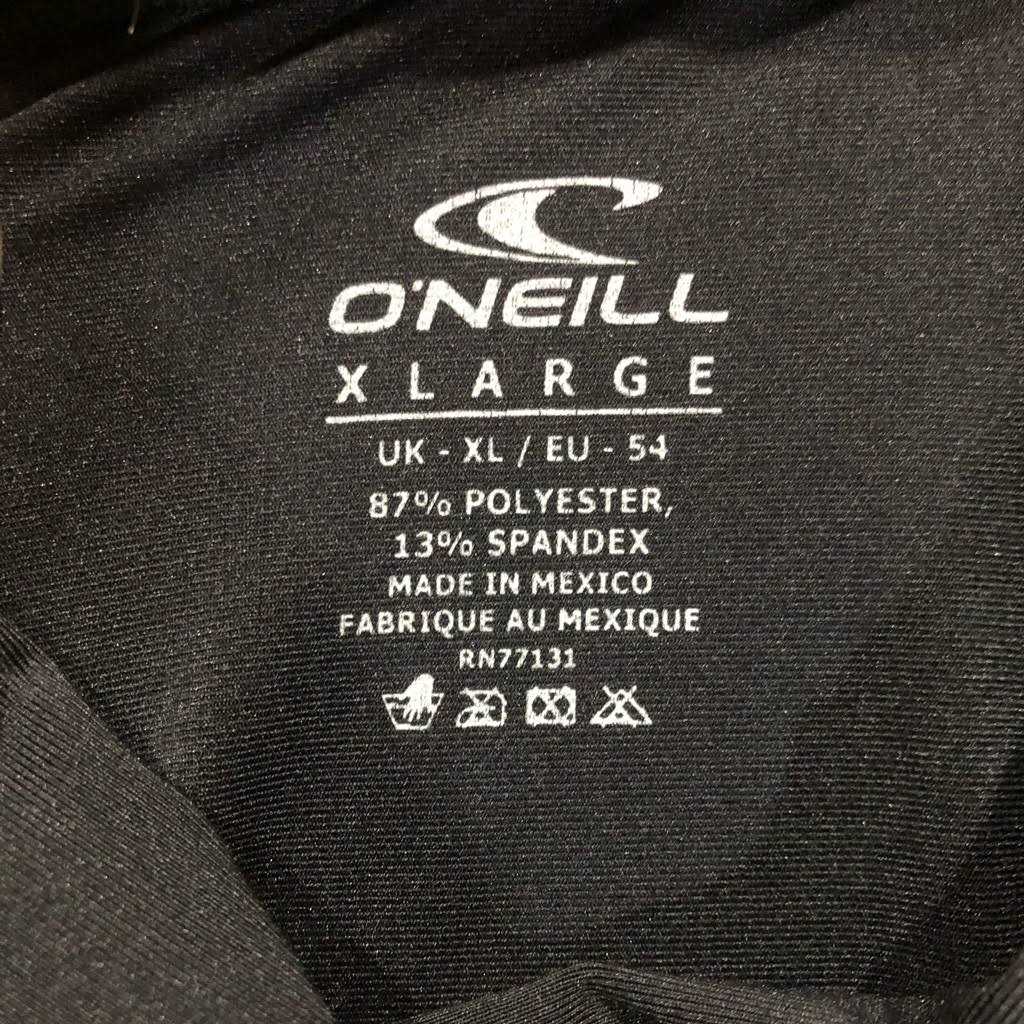 O'NEILL
XLARGE
UK - XL / EU - 54
87% POLYESTER,
13% SPANDEX
MADE IN MEXICO
FABRIQUE AU MEXIQUE
RN77131